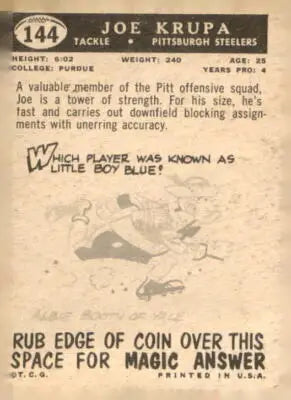 144
JOE KRUPA
TACKLE • PITTSBURGH STEELERS
HEIGHT: 6:02 WEIGHT: 240 AGE: 25
COLLEGE: PURDUE YEARS PRO: 4
A valuable member of the Pitt offensive squad,
Joe is a tower of strength. For his size, he's
fast and carries out downfield blocking assign-
ments with unerring accuracy.
WHICH PLAYER WAS KNOWN AS
LITTLE BOY BLUE?
ALBIE BOOTH OF YALE
RUB EDGE OF COIN OVER THIS
SPACE FOR MAGIC ANSWER
©T.C.G. PRINTED IN U.S.A.